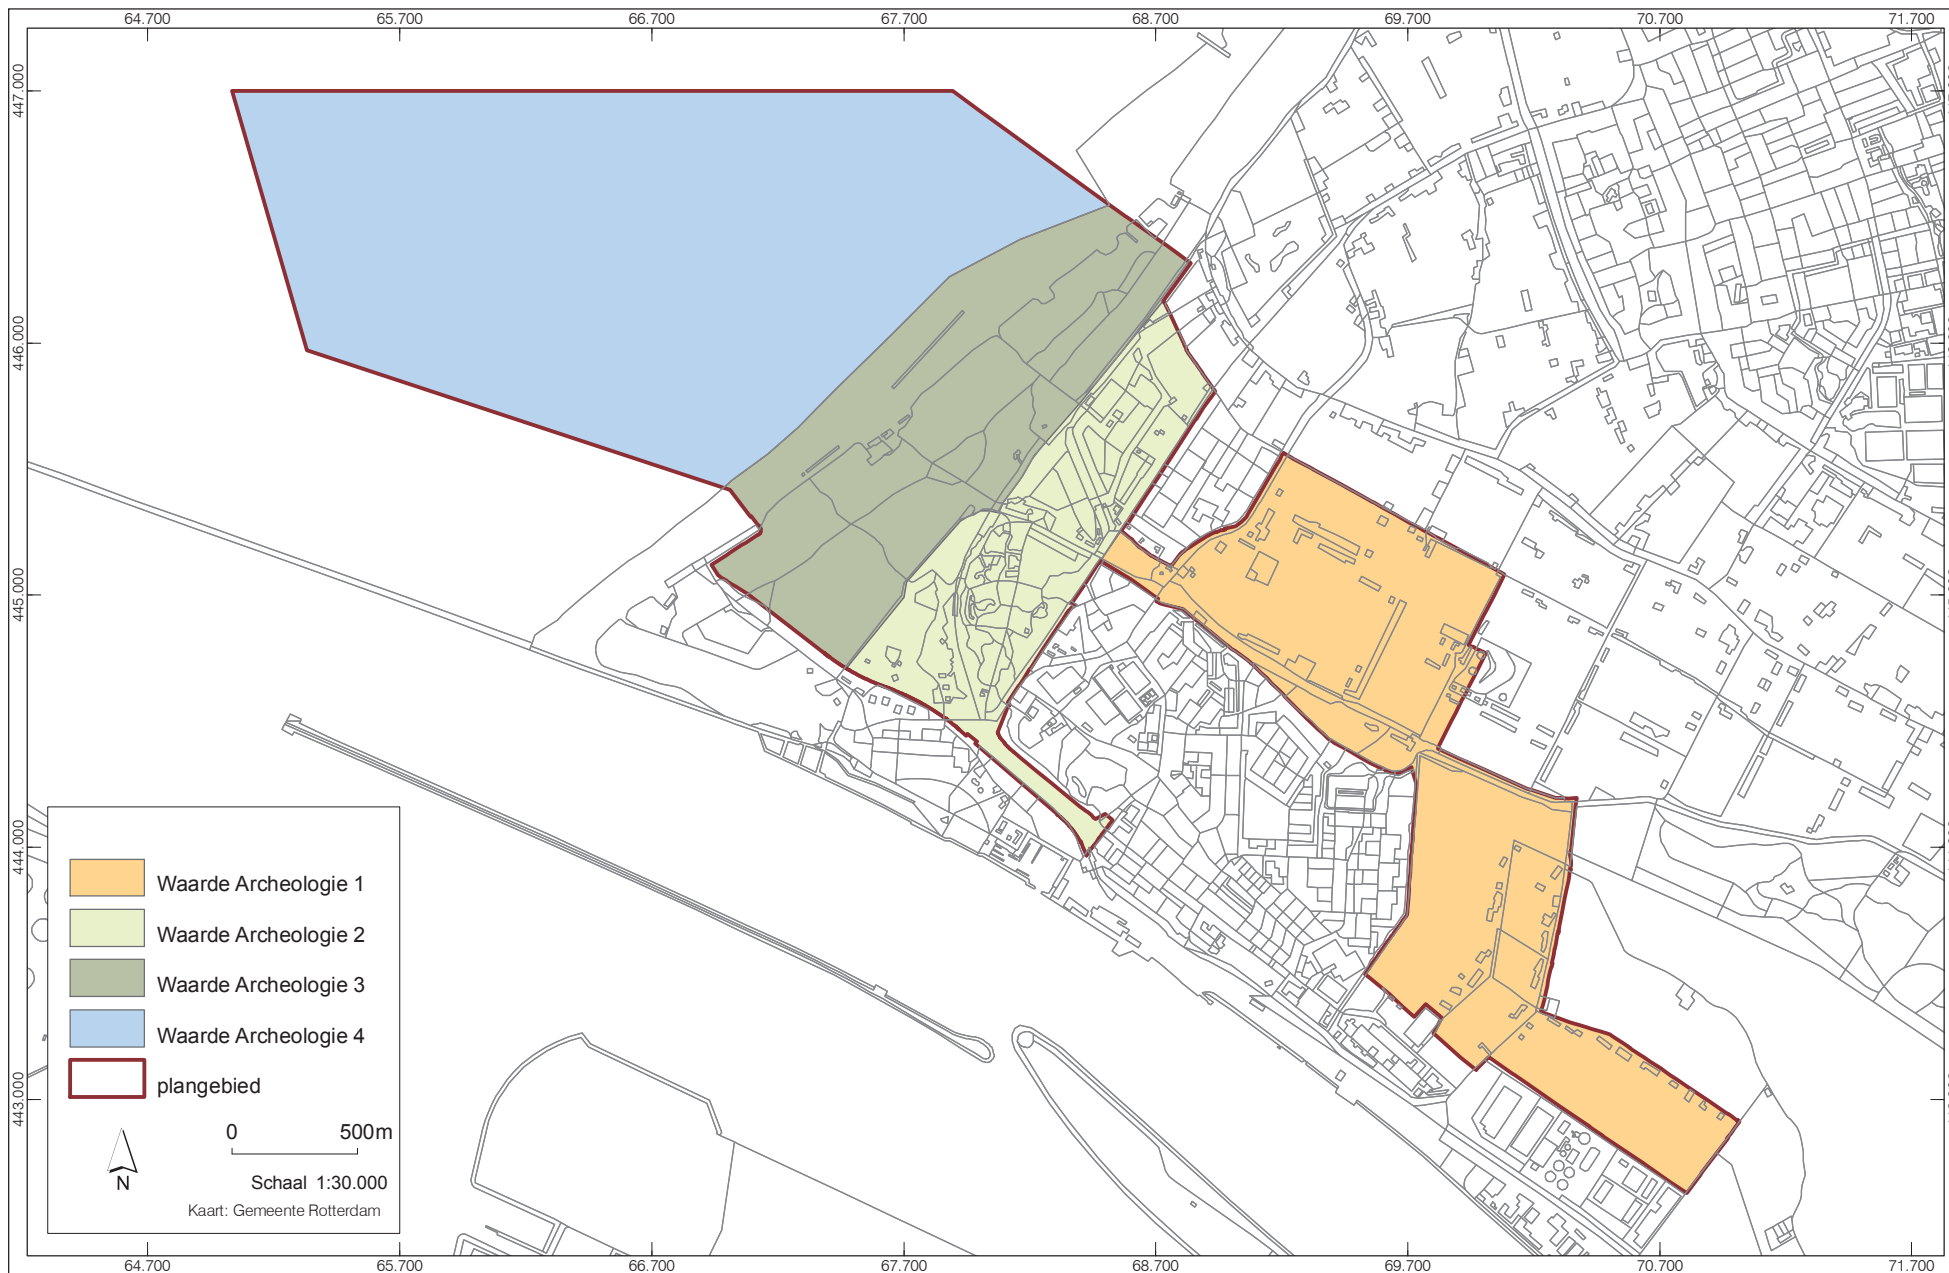 64.700 65.700 66.700 67.700 68.700 69.700 70.700 71.700
447.000
446.000
445.000
444.000
443.000
Waarde Archeologie 1
Waarde Archeologie 2
Waarde Archeologie 3
Waarde Archeologie 4
plangebied
0 500m
N
Schaal 1:30.000
Kaart: Gemeente Rotterdam
64.700 65.700 66.700 67.700 68.700 69.700 70.700 71.700